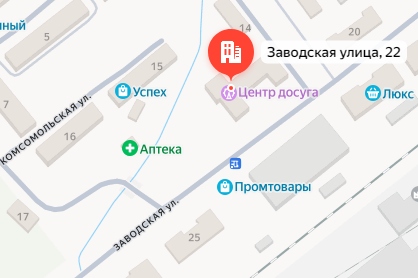 нный
14
5
20
Заводская улица, 22
15
Успех
Центр досуга
Люкс
7
КОМСОМОЛЬСКАЯ УЛ.
16
Аптека
Промтовары
17
ЗАВОДСКАЯ УЛ.
25